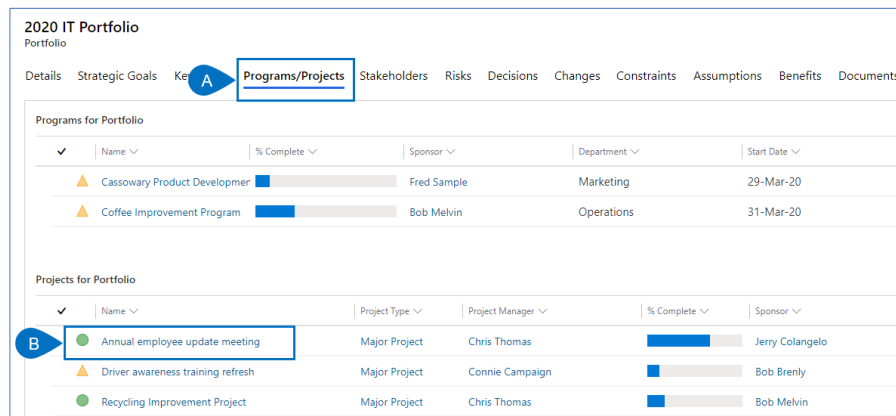 2020 IT Portfolio
Portfolio
Details Strategic Goals A Programs/Projects Stakeholders Risks Decisions Changes Constraints Assumptions Benefits Documents
Programs for Portfolio
Name % Complete Sponsor Department Start Date
Cassowary Product Developmen Fred Sample Marketing 29-Mar-20
Coffee Improvement Program Bob Melvin Operations 31-Mar-20
Projects for Portfolio
Name Project Type Project Manager % Complete Sponsor
B Annual employee update meeting Major Project Chris Thomas Jerry Colangelo
Driver awareness training refresh Major Project Connie Campaign Bob Brenly
Recycling Improvement Project Major Project Chris Thomas Bob Melvin